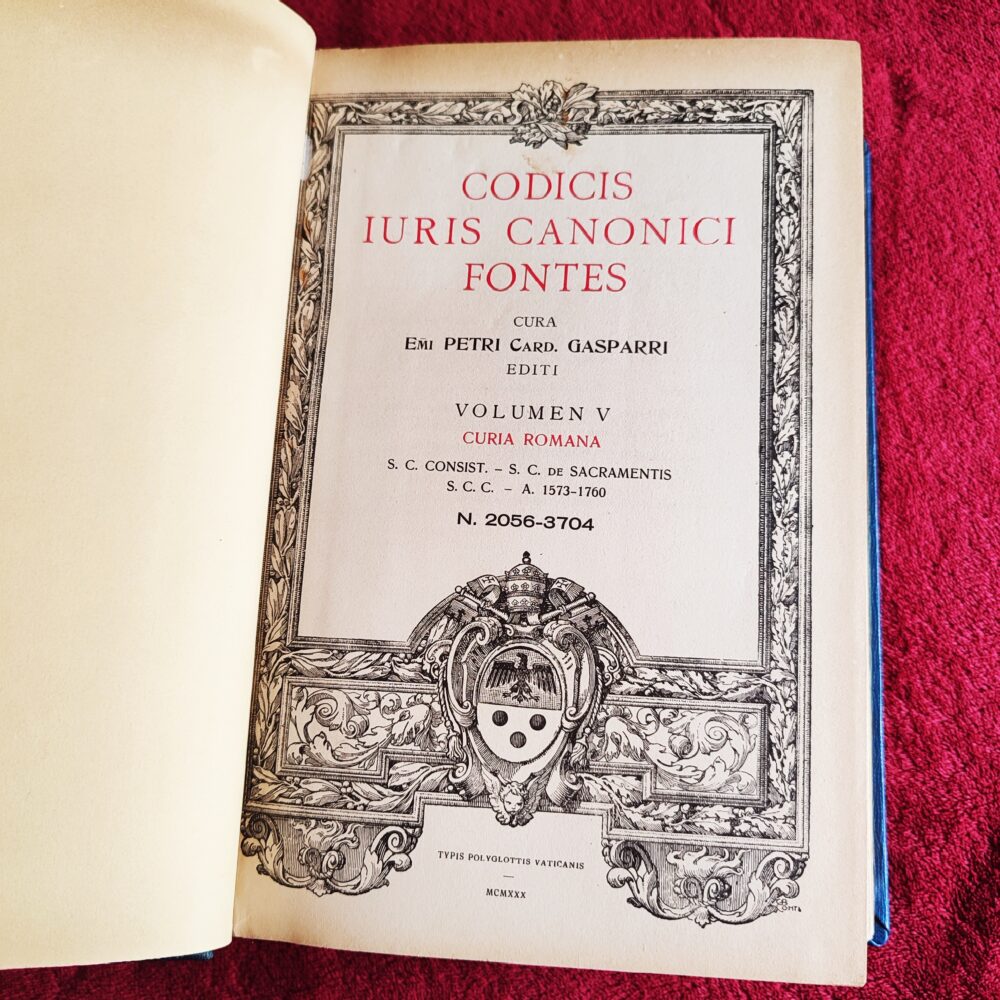 CODICIS
IURIS CANONICI
FONTES
CURA
Em̃i PETRI Card. GASPARRI
EDITI
VOLUMEN V
CURIA ROMANA
S. C. CONSIST. – S. C. de SACRAMENTIS
S. C. C. – A. 1573-1760
N. 2056-3704
TYPIS POLYGLOTTIS VATICANIS
—
MCMXXX